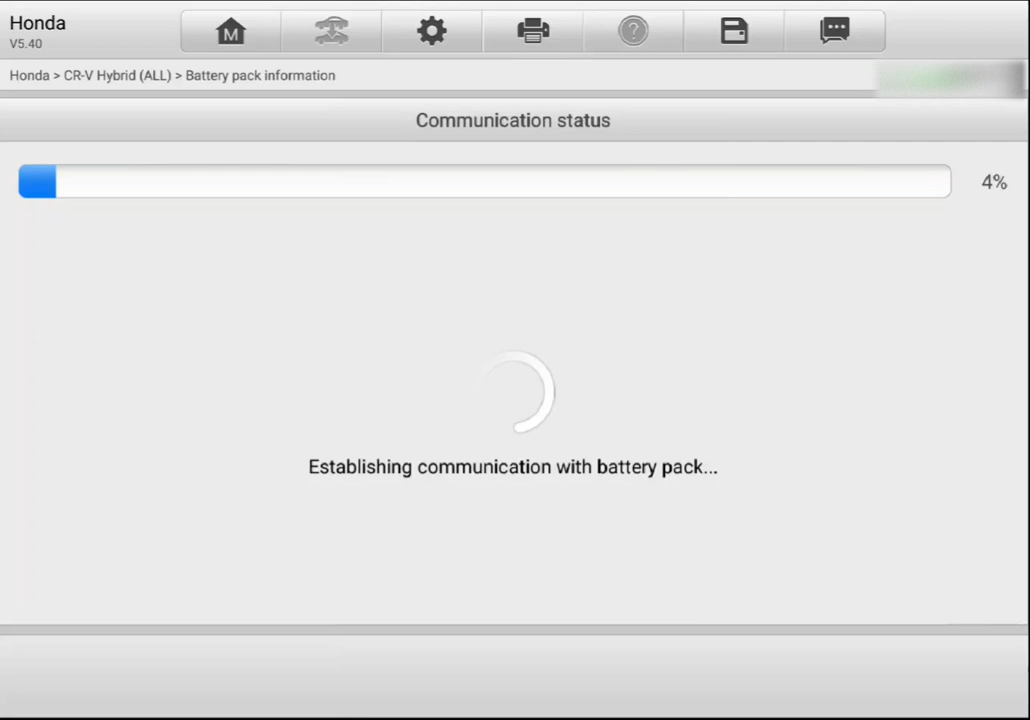 Honda
V5.40
M
?
Honda > CR-V Hybrid (ALL) > Battery pack information
Communication status
4%
Establishing communication with battery pack...